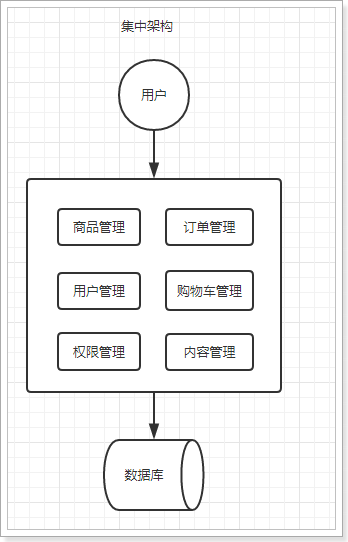 集中架构
用户
商品管理
订单管理
用户管理
购物车管理
权限管理
内容管理
数据库